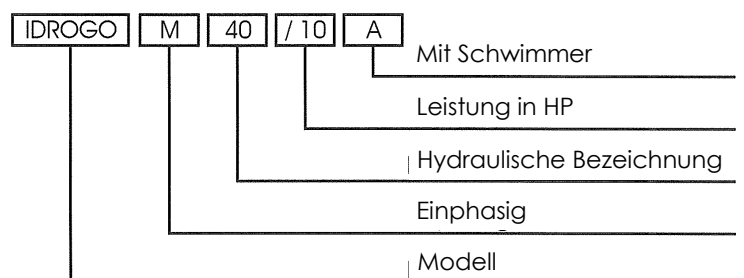 IDROGO M 40 / 10 A
Mit Schwimmer
Leistung in HP
Hydraulische Bezeichnung
Einphasig
Modell